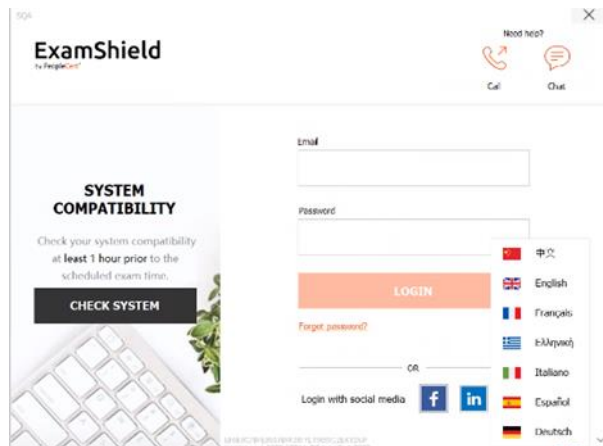 SQA
ExamShield
by PeopleCert
Need help?
Call
Chat
SYSTEM
COMPATIBILITY
Check your system compatibility
at least 1 hour prior to the
scheduled exam time.
CHECK SYSTEM
Email
Password
LOGIN
Forgot password?
OR
Login with social media
f
in
中文
English
Français
Ελληνική
Italiano
Español
Deutsch